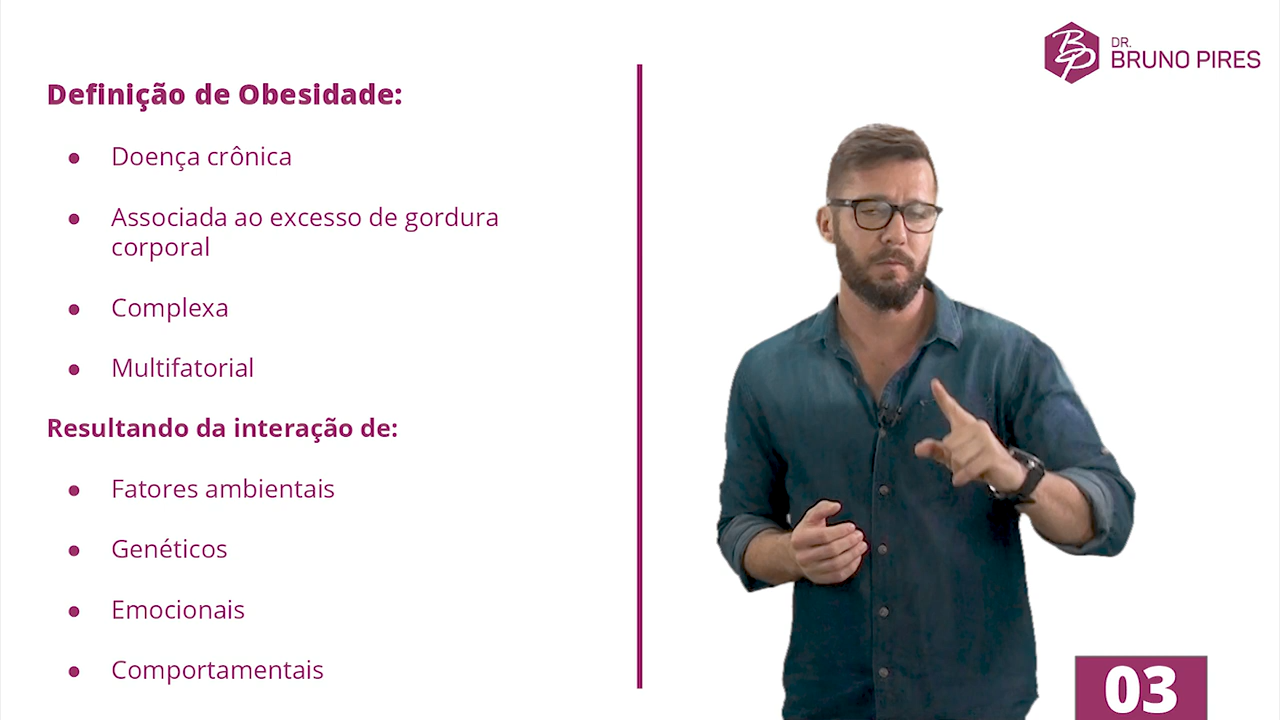 Definição de Obesidade:
● Doença crônica
● Associada ao excesso de gordura
corporal
● Complexa
● Multifatorial
Resultando da interação de:
● Fatores ambientais
● Genéticos
● Emocionais
● Comportamentais
BP
DR.
BRUNO PIRES
03